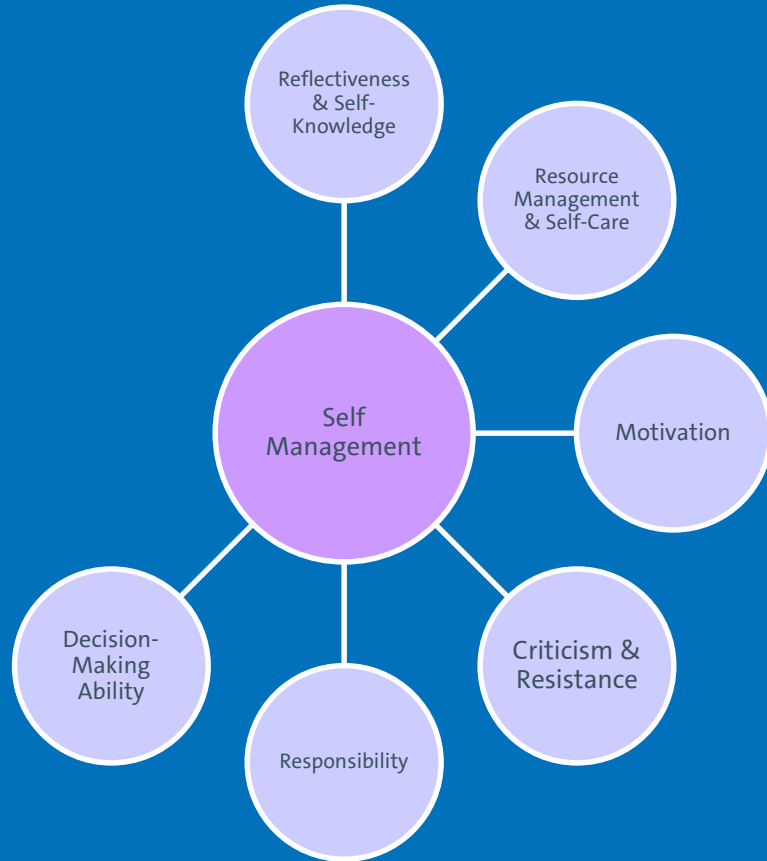 Reflectiveness
& Self-
Knowledge
Resource
Management
& Self-Care
Self
Management
Motivation
Decision-
Making
Ability
Criticism &
Resistance
Responsibility